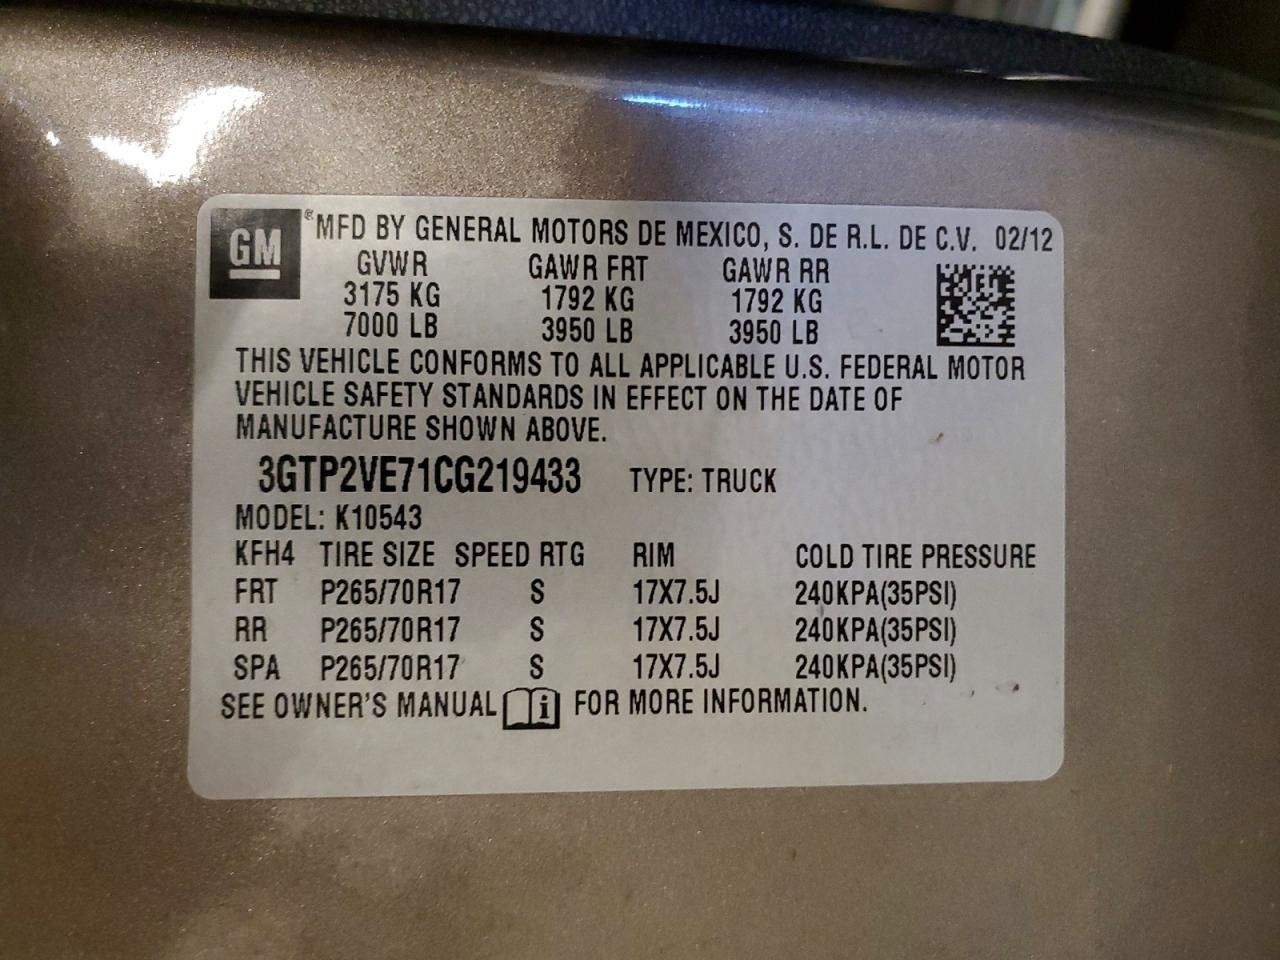 GM ® MFD BY GENERAL MOTORS DE MEXICO, S. DE R.L. DE C.V. 02/12
GVWR GAWR FRT GAWR RR
3175 KG 1792 KG 1792 KG
7000 LB 3950 LB 3950 LB
THIS VEHICLE CONFORMS TO ALL APPLICABLE U.S. FEDERAL MOTOR
VEHICLE SAFETY STANDARDS IN EFFECT ON THE DATE OF
MANUFACTURE SHOWN ABOVE.
3GTP2VE71CG219433 TYPE: TRUCK
MODEL: K10543
KFH4 TIRE SIZE SPEED RTG RIM COLD TIRE PRESSURE
FRT P265/70R17 S 17X7.5J 240KPA(35PSI)
RR P265/70R17 S 17X7.5J 240KPA(35PSI)
SPA P265/70R17 S 17X7.5J 240KPA(35PSI)
SEE OWNER'S MANUAL i FOR MORE INFORMATION.